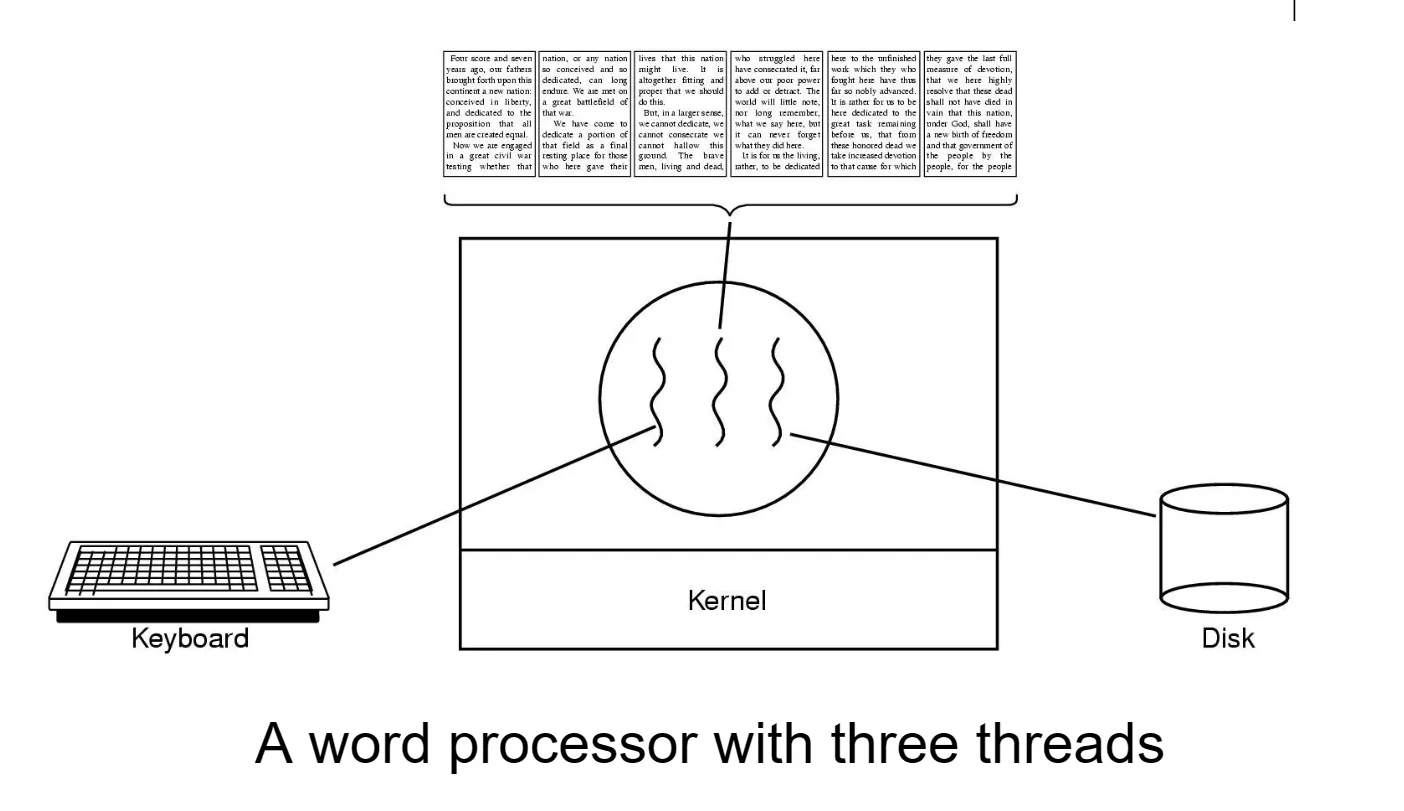 Four score and seven
years ago, our fathers
brought forth upon this
continent a new nation:
conceived in liberty,
and dedicated to the
proposition that all
men are created equal.
Now we are engaged
in a great civil war
testing whether that
nation, or any nation
so conceived and so
dedicated, can long
endure. We are met on
a great battlefield of
that war.
We have come to
dedicate a portion of
that field as a final
resting place for those
who here gave their
lives that this nation
might live. It is
altogether fitting and
proper that we should
do this.
But, in a larger sense,
we cannot dedicate, we
cannot consecrate we
cannot hallow this
ground. The brave
men, living and dead,
who struggled here
have consecrated it, far
above our poor power
to add or detract. The
world will little note,
nor long remember,
what we say here, but
it can never forget
what they did here.
It is for us the living,
rather, to be dedicated
here to the unfinished
work which they who
fought here have thus
far so nobly advanced.
It is rather for us to be
here dedicated to the
great task remaining
before us, that from
these honored dead we
take increased devotion
to that cause for which
they gave the last full
measure of devotion,
that we here highly
resolve that these dead
shall not have died in
vain that this nation,
under God, shall have
a new birth of freedom
and that government of
the people by the
people, for the people
Kernel
Keyboard
Disk
A word processor with three threads